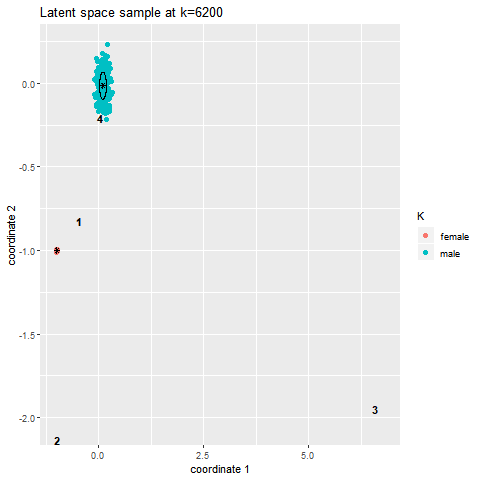 Latent space sample at k=6200
0.0
-0.5
-1.0
-1.5
-2.0
coordinate 2
4
1
3
2
0.0
2.5
5.0
coordinate 1
K
female
male